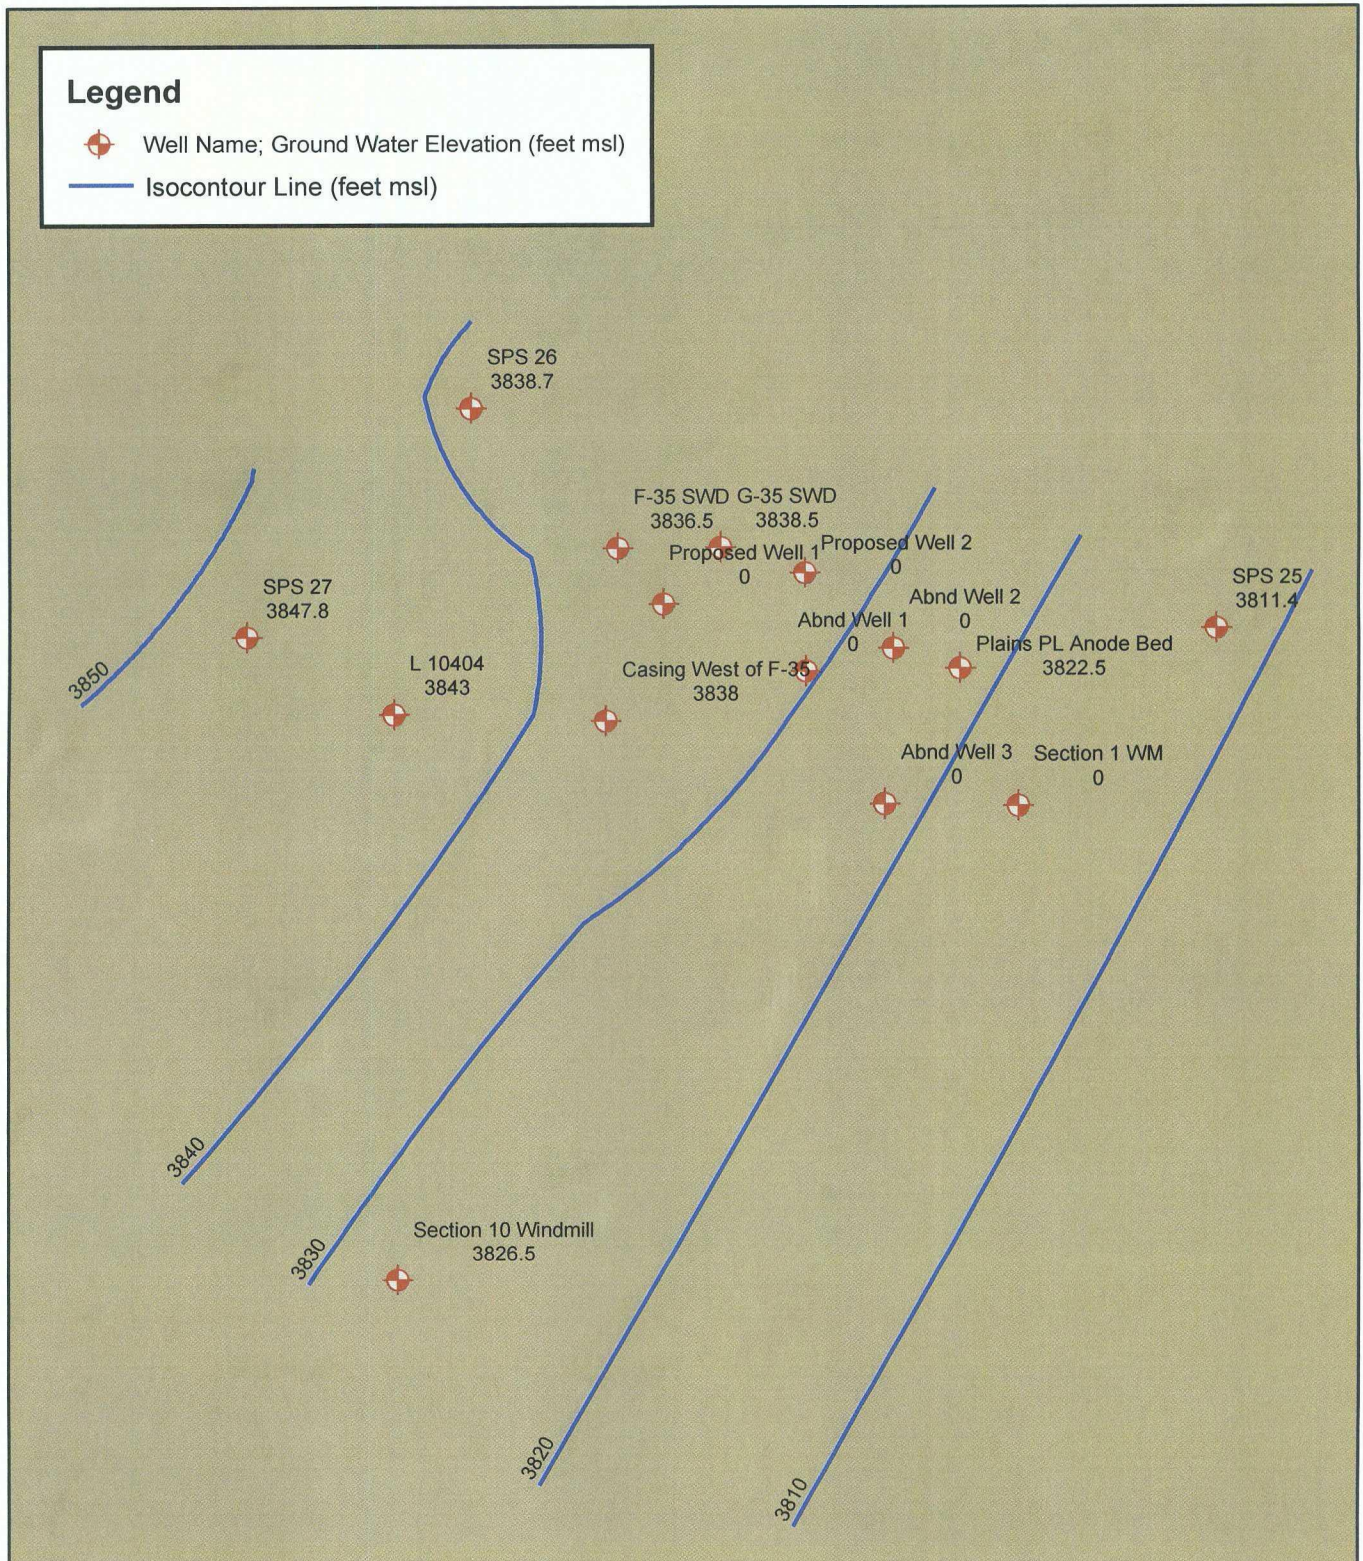 Legend
Well Name; Ground Water Elevation (feet msl)
Isocontour Line (feet msl)
SPS 26
3838.7
F-35 SWD
3836.5
G-35 SWD
3838.5
Proposed Well 1
0
Proposed Well 2
0
SPS 25
3811.4
SPS 27
3847.8
Abnd Well 2
0
Abnd Well 1
0
Plains PL Anode Bed
3822.5
3850
L 10404
3843
Casing West of F-35
3838
Abnd Well 3
0
Section 1 WM
0
3840
Section 10 Windmill
3826.5
3830
3820
3810